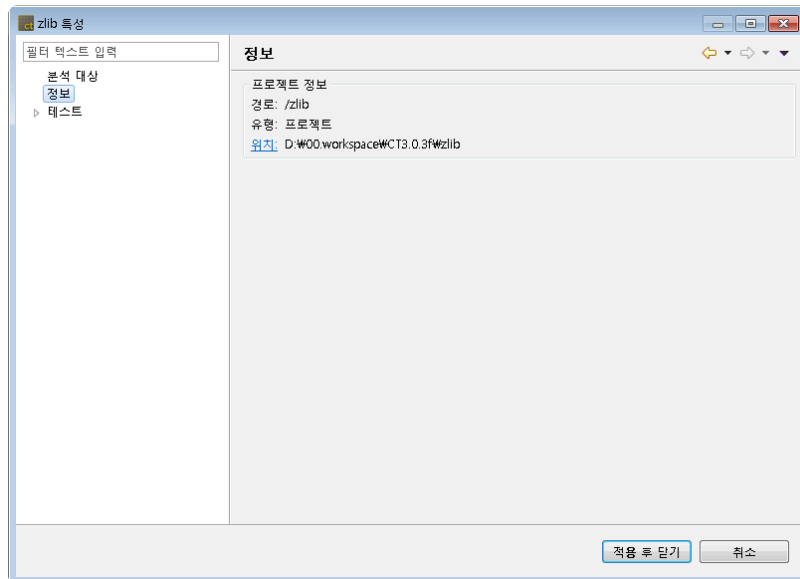 ct zlib 특성
필터 텍스트 입력
분석 대상
정보
테스트
정보
프로젝트 정보
경로: /zlib
유형: 프로젝트
위치: D:₩00.workspace₩CT3.0.3f₩zlib
적용 후 닫기
취소